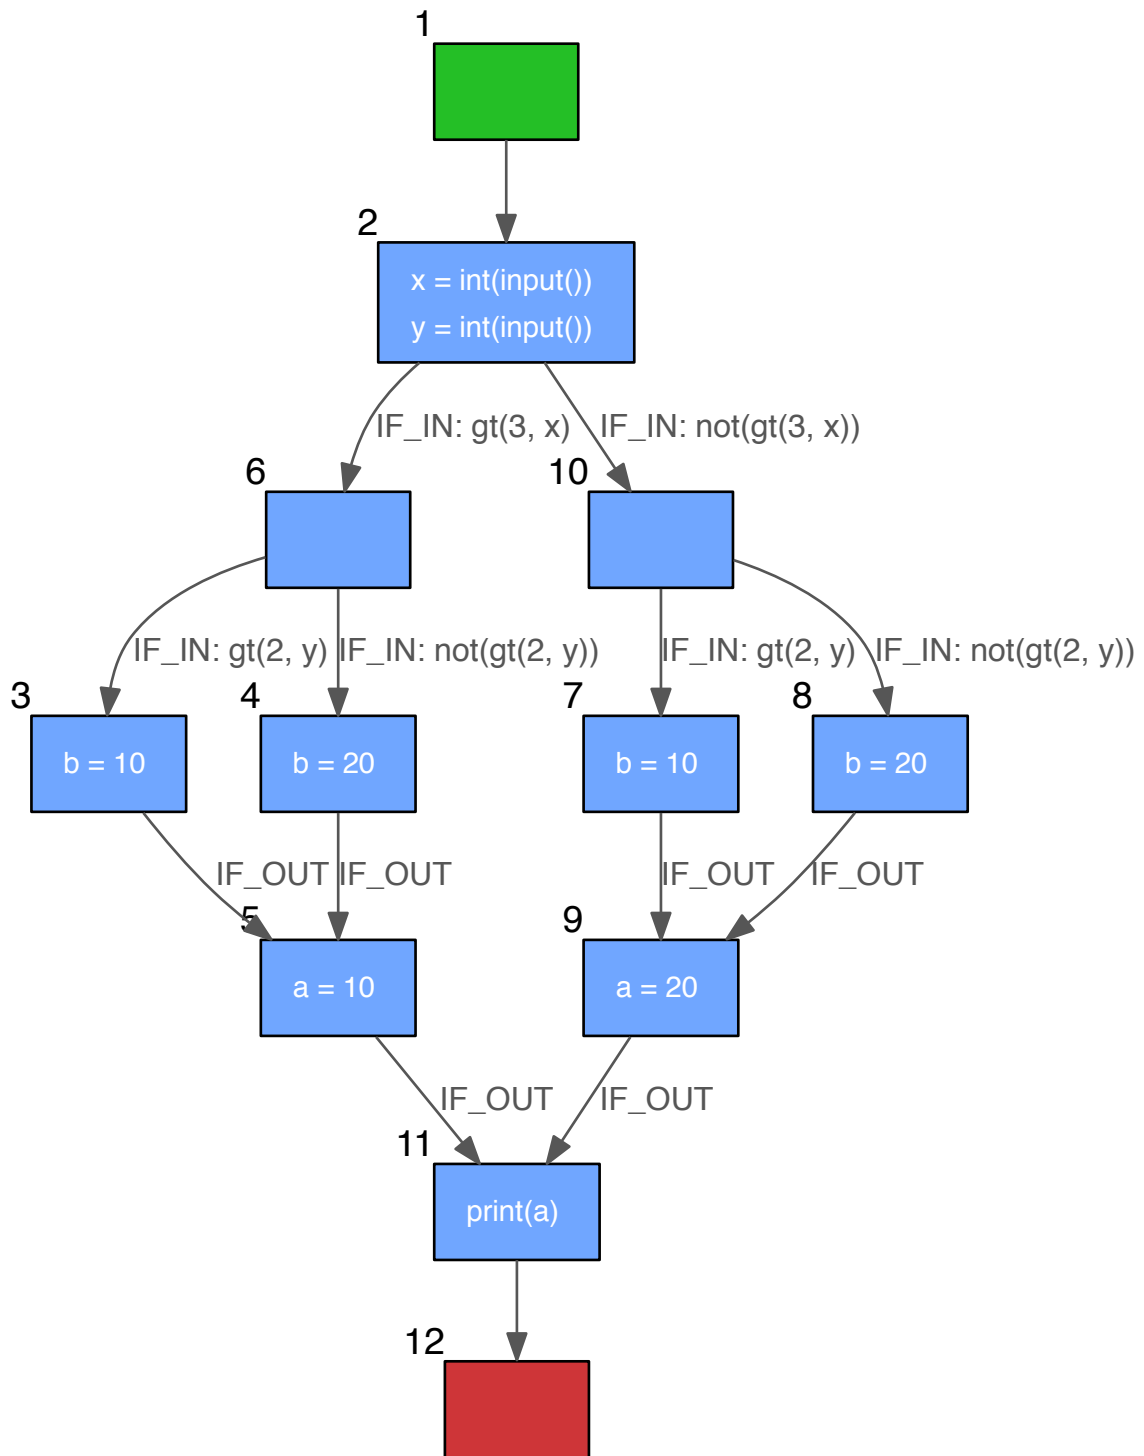 1
2
x = int(input())
y = int(input())
IF_IN: gt(3, x)
IF_IN: not(gt(3, x))
6
10
IF_IN: gt(2, y)
IF_IN: not(gt(2, y))
IF_IN: gt(2, y)
IF_IN: not(gt(2, y))
3
4
7
8
b = 10
b = 20
b = 10
b = 20
IF_OUT
IF_OUT
IF_OUT
IF_OUT
5
9
a = 10
a = 20
IF_OUT
IF_OUT
11
print(a)
12